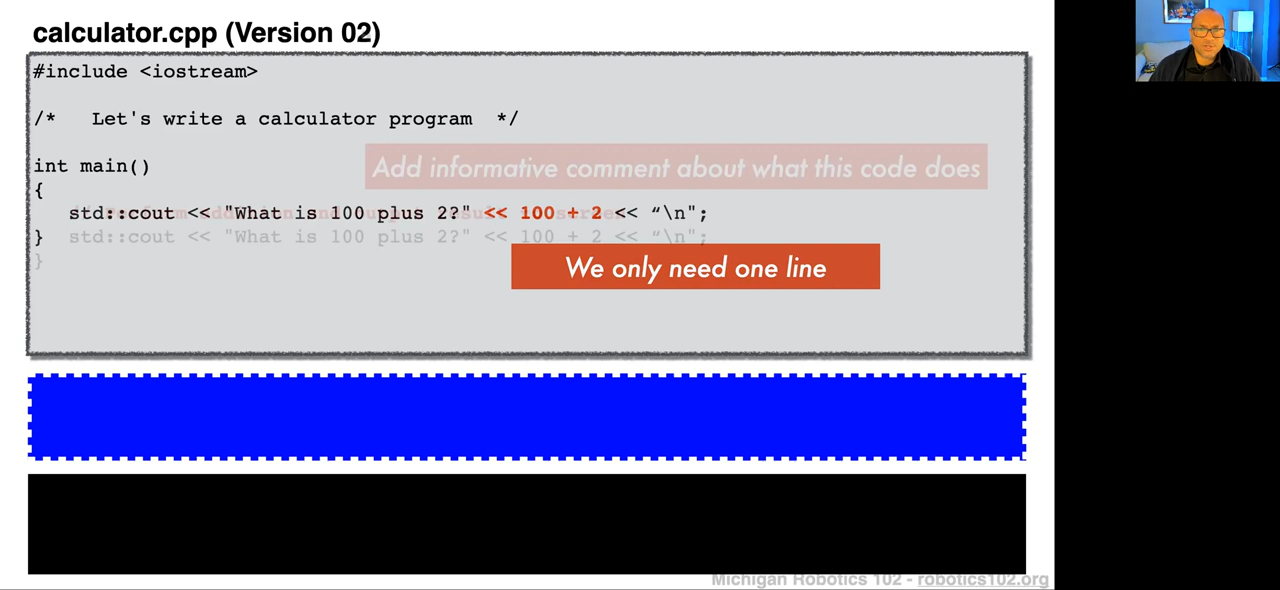 calculator.cpp (Version 02)
#include <iostream>
/*   Let's write a calculator program  */
int main()
Add informative comment about what this code does
{
std::cout << "What is 100 plus 2?" << 100 + 2 << “\n";
} std::cout << "What is 100 plus 2?" << 100 + 2 << “\n";
}
We only need one line
Michigan Robotics 102 - robotics102.org